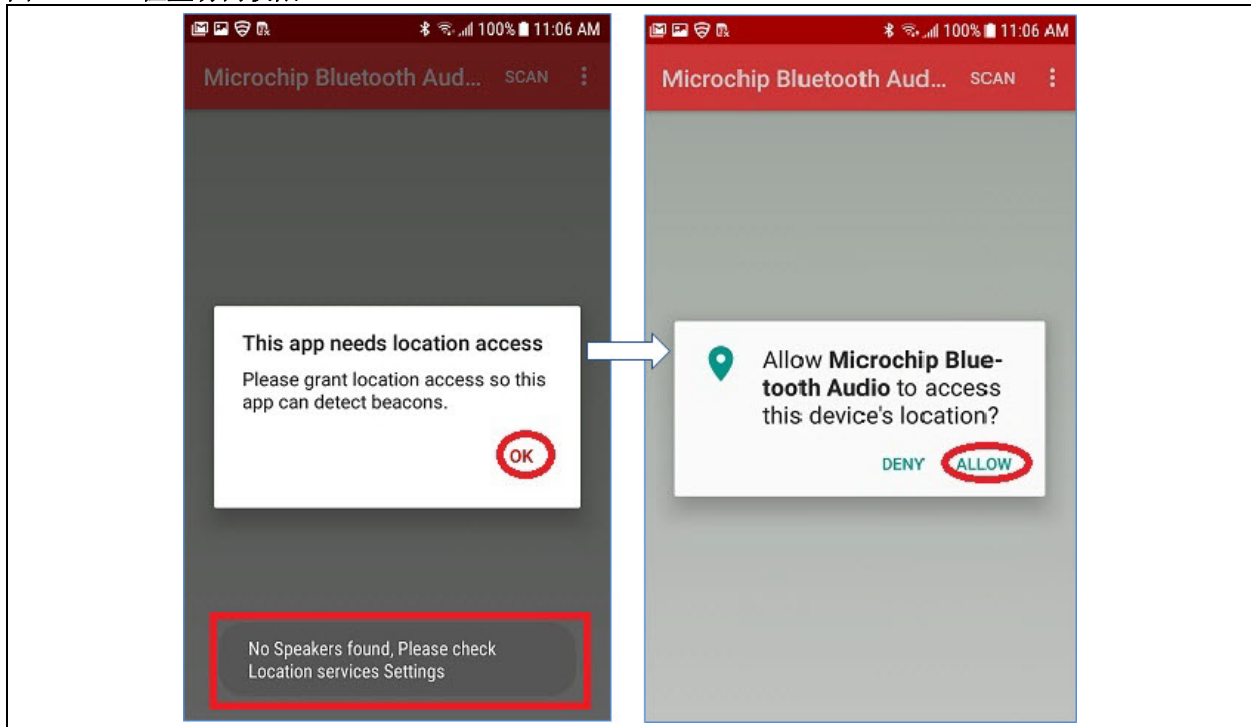 100% 11:06 AM
Microchip Bluetooth Aud... SCAN
This app needs location access
Please grant location access so this
app can detect beacons.
OK
No Speakers found, Please check
Location services Settings
100% 11:06 AM
Microchip Bluetooth Aud... SCAN
Allow Microchip Blue-
tooth Audio to access
this device's location?
DENY ALLOW